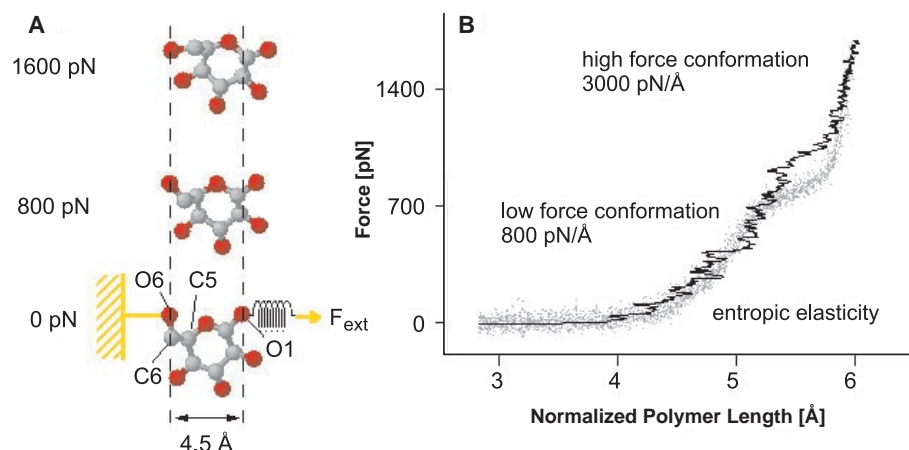 A
1600 pN
800 pN
O6
C5
0 pN
F_ext
O1
C6
4.5 Å
B
high force conformation
3000 pN/Å
1400
Force [pN]
700
low force conformation
800 pN/Å
entropic elasticity
0
3 4 5 6
Normalized Polymer Length [Å]